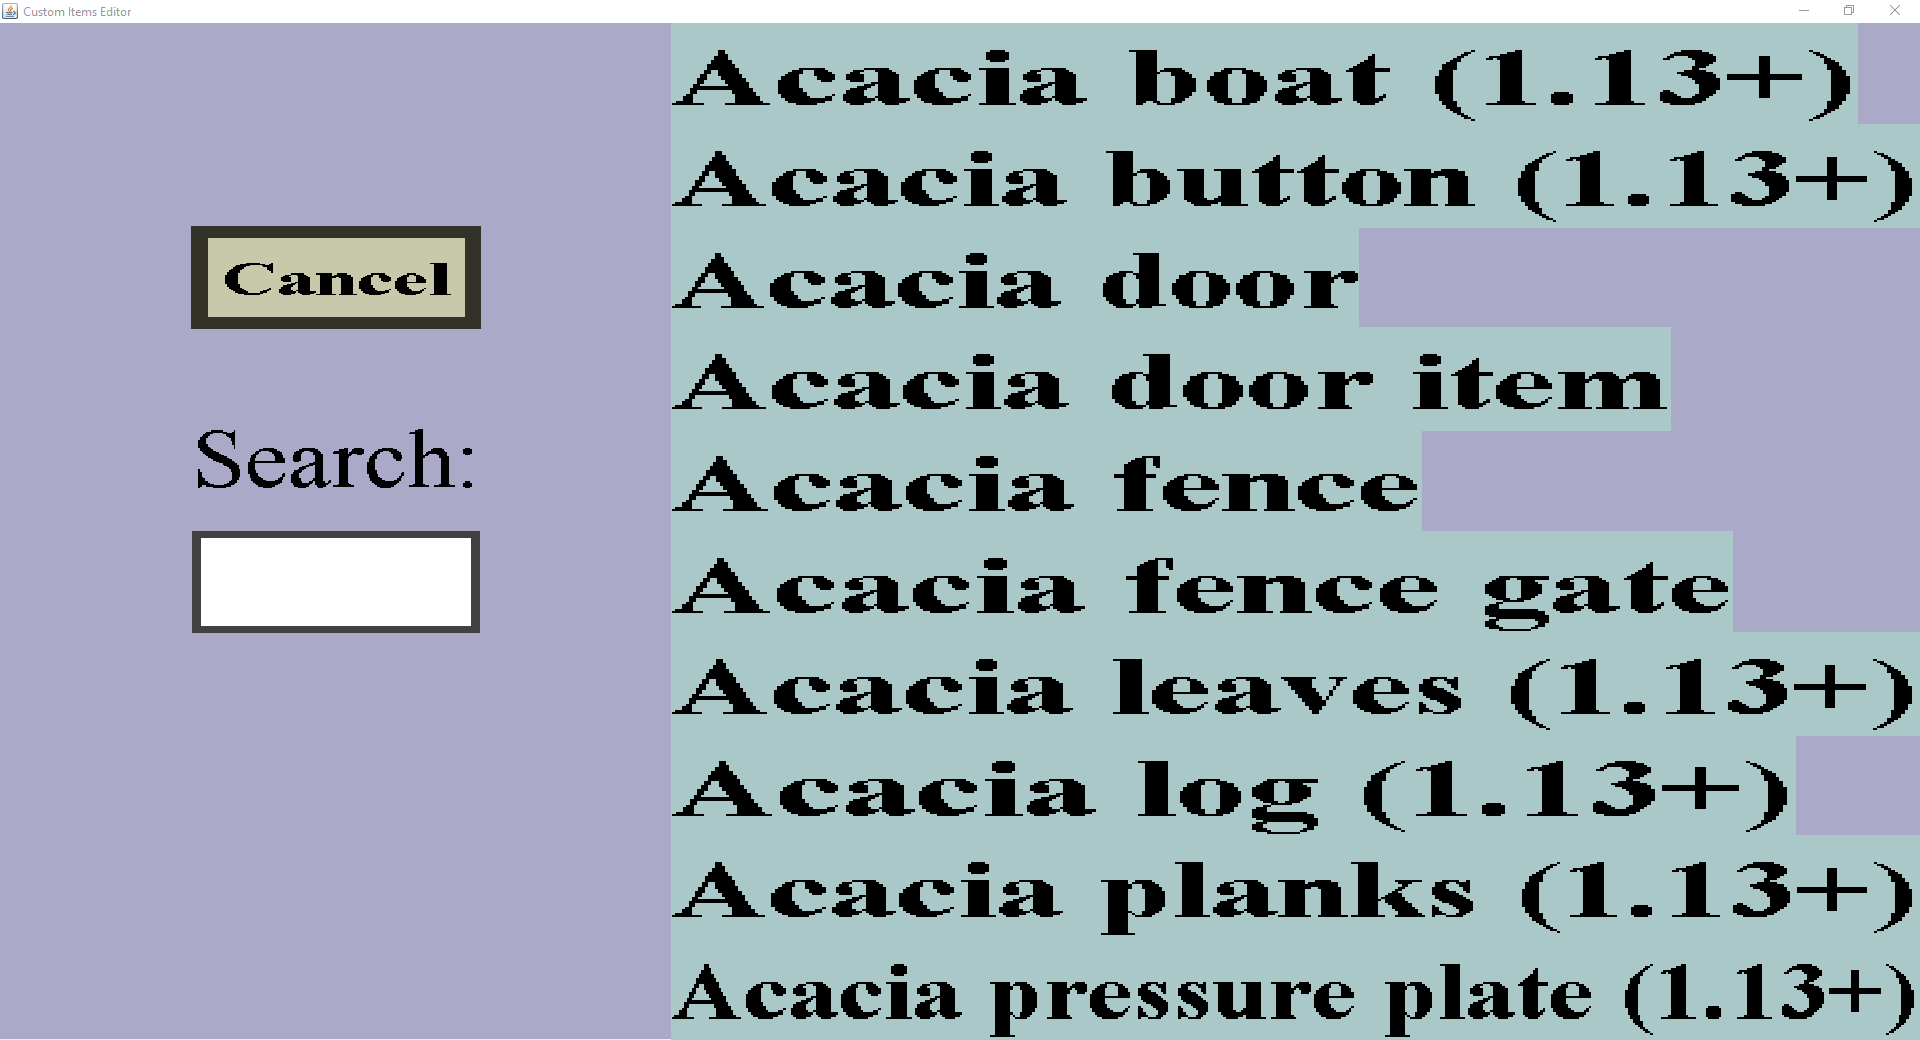 Custom Items Editor
Cancel
Search:
Acacia boat (1.13+)
Acacia button (1.13+)
Acacia door
Acacia door item
Acacia fence
Acacia fence gate
Acacia leaves (1.13+)
Acacia log (1.13+)
Acacia planks (1.13+)
Acacia pressure plate (1.13+)